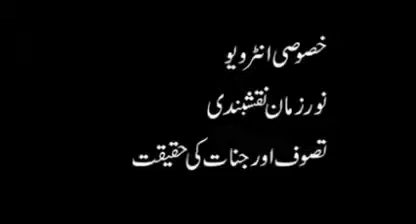 خصوصی انٹرویو
نورزمان نقشبندی
تصوف اور جنات کی حقیقت